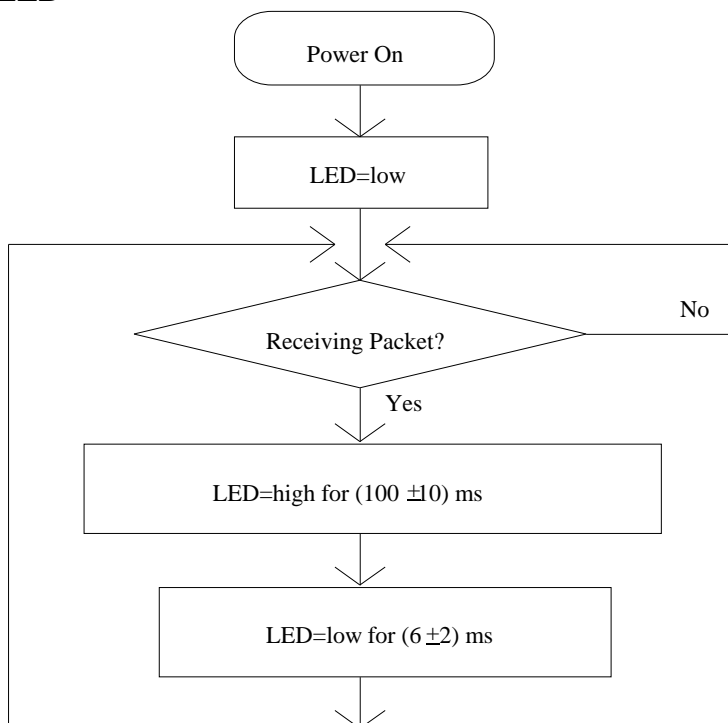 Power On
LED=low
No
Receiving Packet?
Yes
LED=high for (100 ±10) ms
LED=low for (6 ±2) ms